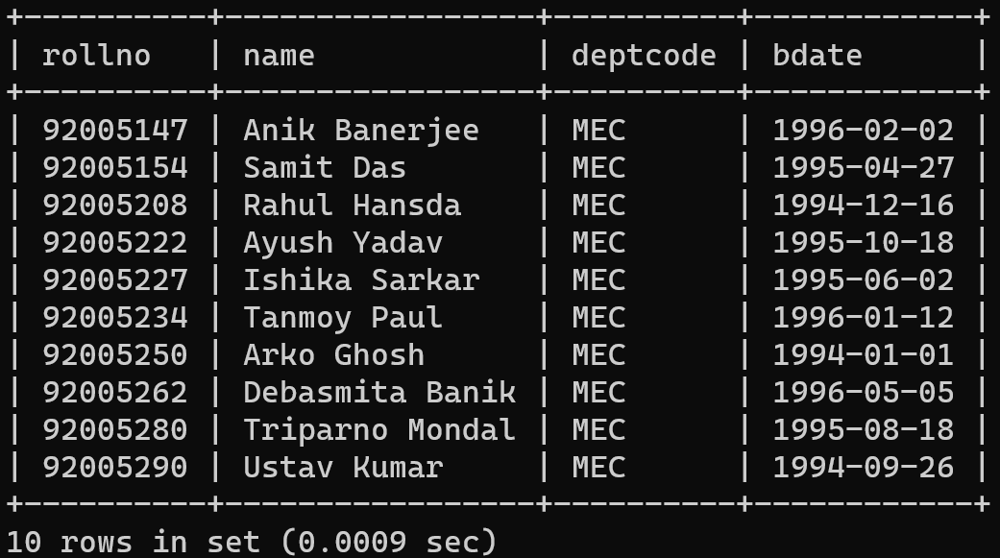 +----------+-----------------+----------+------------+
| rollno   | name            | deptcode | bdate      |
+----------+-----------------+----------+------------+
| 92005147 | Anik Banerjee   | MEC      | 1996-02-02 |
| 92005154 | Samit Das       | MEC      | 1995-04-27 |
| 92005208 | Rahul Hansda    | MEC      | 1994-12-16 |
| 92005222 | Ayush Yadav     | MEC      | 1995-10-18 |
| 92005227 | Ishika Sarkar   | MEC      | 1995-06-02 |
| 92005234 | Tanmoy Paul     | MEC      | 1996-01-12 |
| 92005250 | Arko Ghosh      | MEC      | 1994-01-01 |
| 92005262 | Debasmita Banik | MEC      | 1996-05-05 |
| 92005280 | Triparno Mondal | MEC      | 1995-08-18 |
| 92005290 | Ustav Kumar     | MEC      | 1994-09-26 |
+----------+-----------------+----------+------------+
10 rows in set (0.0009 sec)